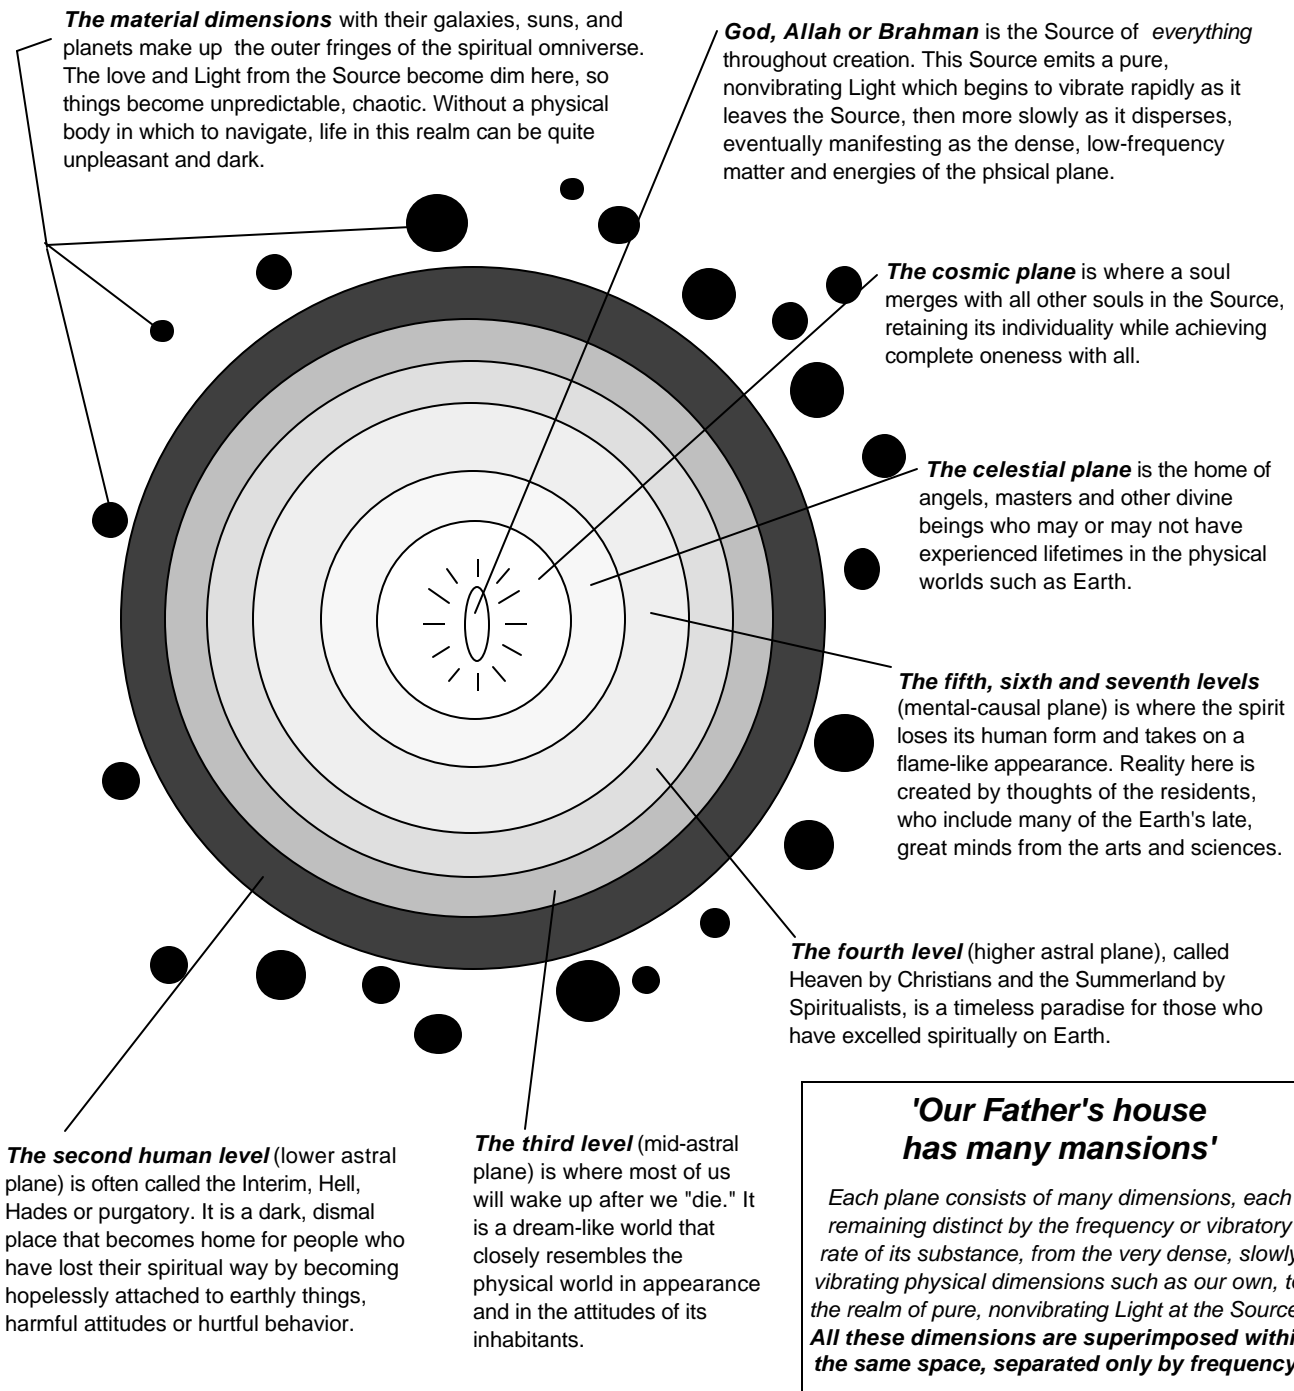 The material dimensions with their galaxies, suns, and
planets make up the outer fringes of the spiritual omniverse.
The love and Light from the Source become dim here, so
things become unpredictable, chaotic. Without a physical
body in which to navigate, life in this realm can be quite
unpleasant and dark.
God, Allah or Brahman is the Source of everything
throughout creation. This Source emits a pure,
nonvibrating Light which begins to vibrate rapidly as it
leaves the Source, then more slowly as it disperses,
eventually manifesting as the dense, low-frequency
matter and energies of the phsical plane.
The cosmic plane is where a soul
merges with all other souls in the Source,
retaining its individuality while achieving
complete oneness with all.
The celestial plane is the home of
angels, masters and other divine
beings who may or may not have
experienced lifetimes in the physical
worlds such as Earth.
The fifth, sixth and seventh levels
(mental-causal plane) is where the spirit
loses its human form and takes on a
flame-like appearance. Reality here is
created by thoughts of the residents,
who include many of the Earth's late,
great minds from the arts and sciences.
The fourth level (higher astral plane), called
Heaven by Christians and the Summerland by
Spiritualists, is a timeless paradise for those who
have excelled spiritually on Earth.
The second human level (lower astral
plane) is often called the Interim, Hell,
Hades or purgatory. It is a dark, dismal
place that becomes home for people who
have lost their spiritual way by becoming
hopelessly attached to earthly things,
harmful attitudes or hurtful behavior.
The third level (mid-astral
plane) is where most of us
will wake up after we "die." It
is a dream-like world that
closely resembles the
physical world in appearance
and in the attitudes of its
inhabitants.
'Our Father's house
has many mansions'
Each plane consists of many dimensions, each
remaining distinct by the frequency or vibratory
rate of its substance, from the very dense, slowly
vibrating physical dimensions such as our own,
the realm of pure, nonvibrating Light at the Source
All these dimensions are superimposed
the same space, separated only by frequency